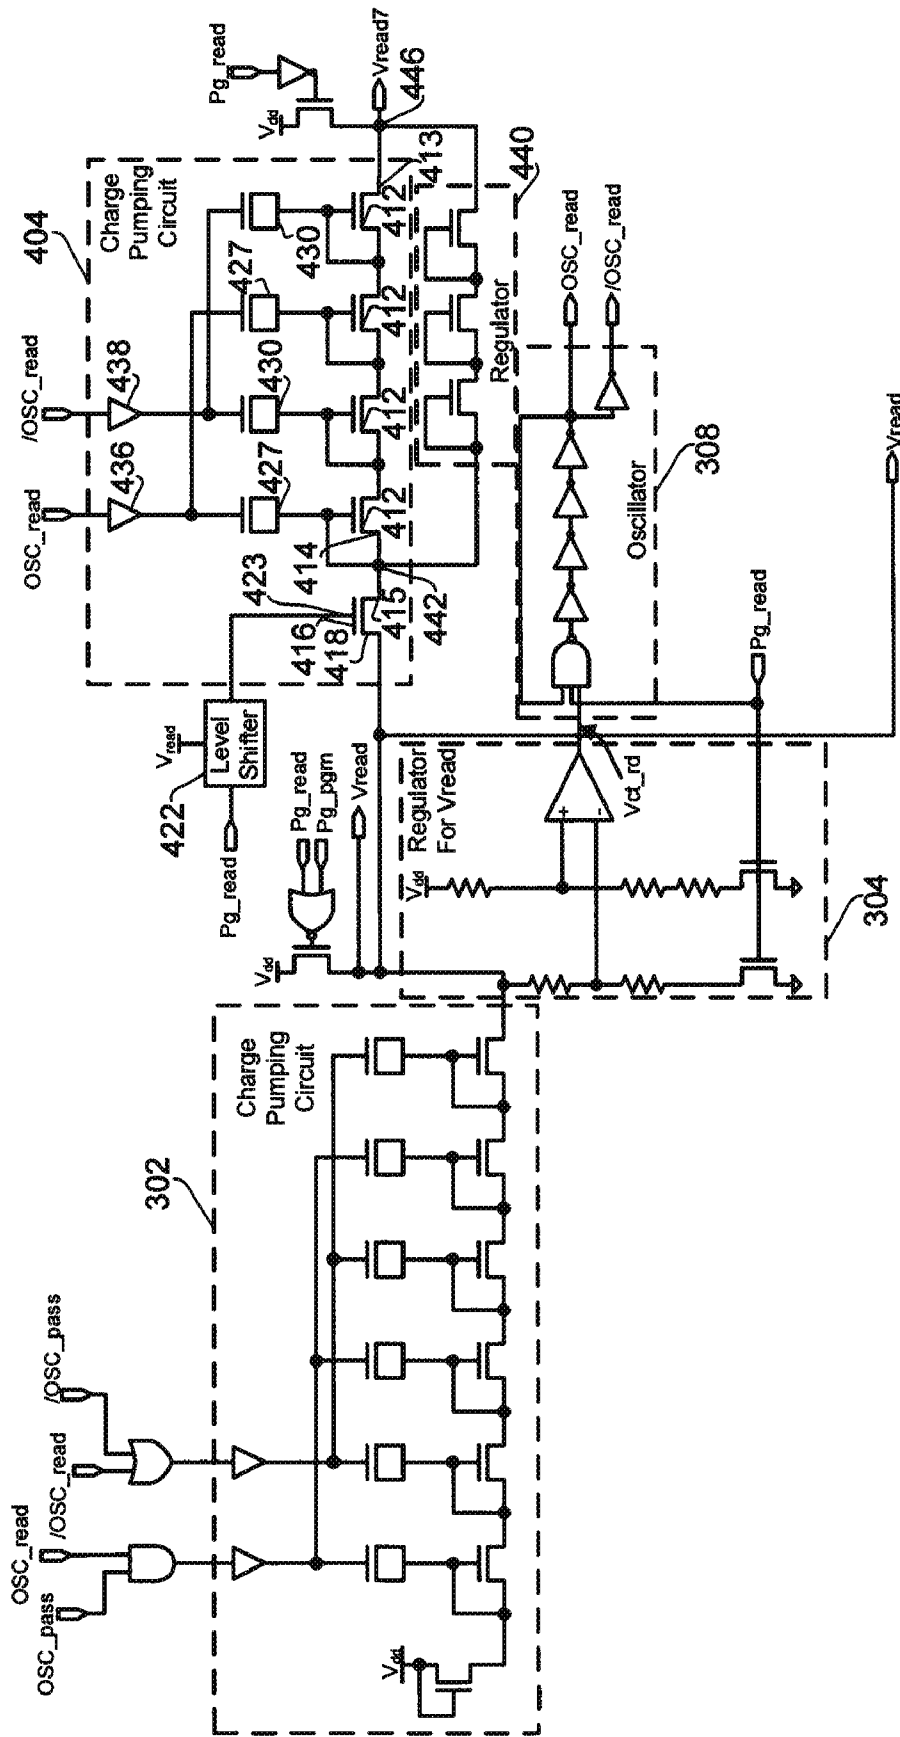 OSC_pass
OSC_read
/OSC_read
/OSC_pass
302
Charge
Pumping
Circuit
Vdd
OSC_read
/OSC_read
404
436
438
Charge
Pumping
Circuit
427
430
427
430
Pg_read
422
Level
Shifter
Vread
416
418
423
415
414
412
412
412
412
413
442
446
Pg_read
Vdd
Vread7
Vdd
Pg_read
Pg_pgm
Vread
Regulator
440
Regulator
For Vread
Vdd
+
-
Vct_rd
304
Pg_read
Oscillator
308
OSC_read
/OSC_read
Vread